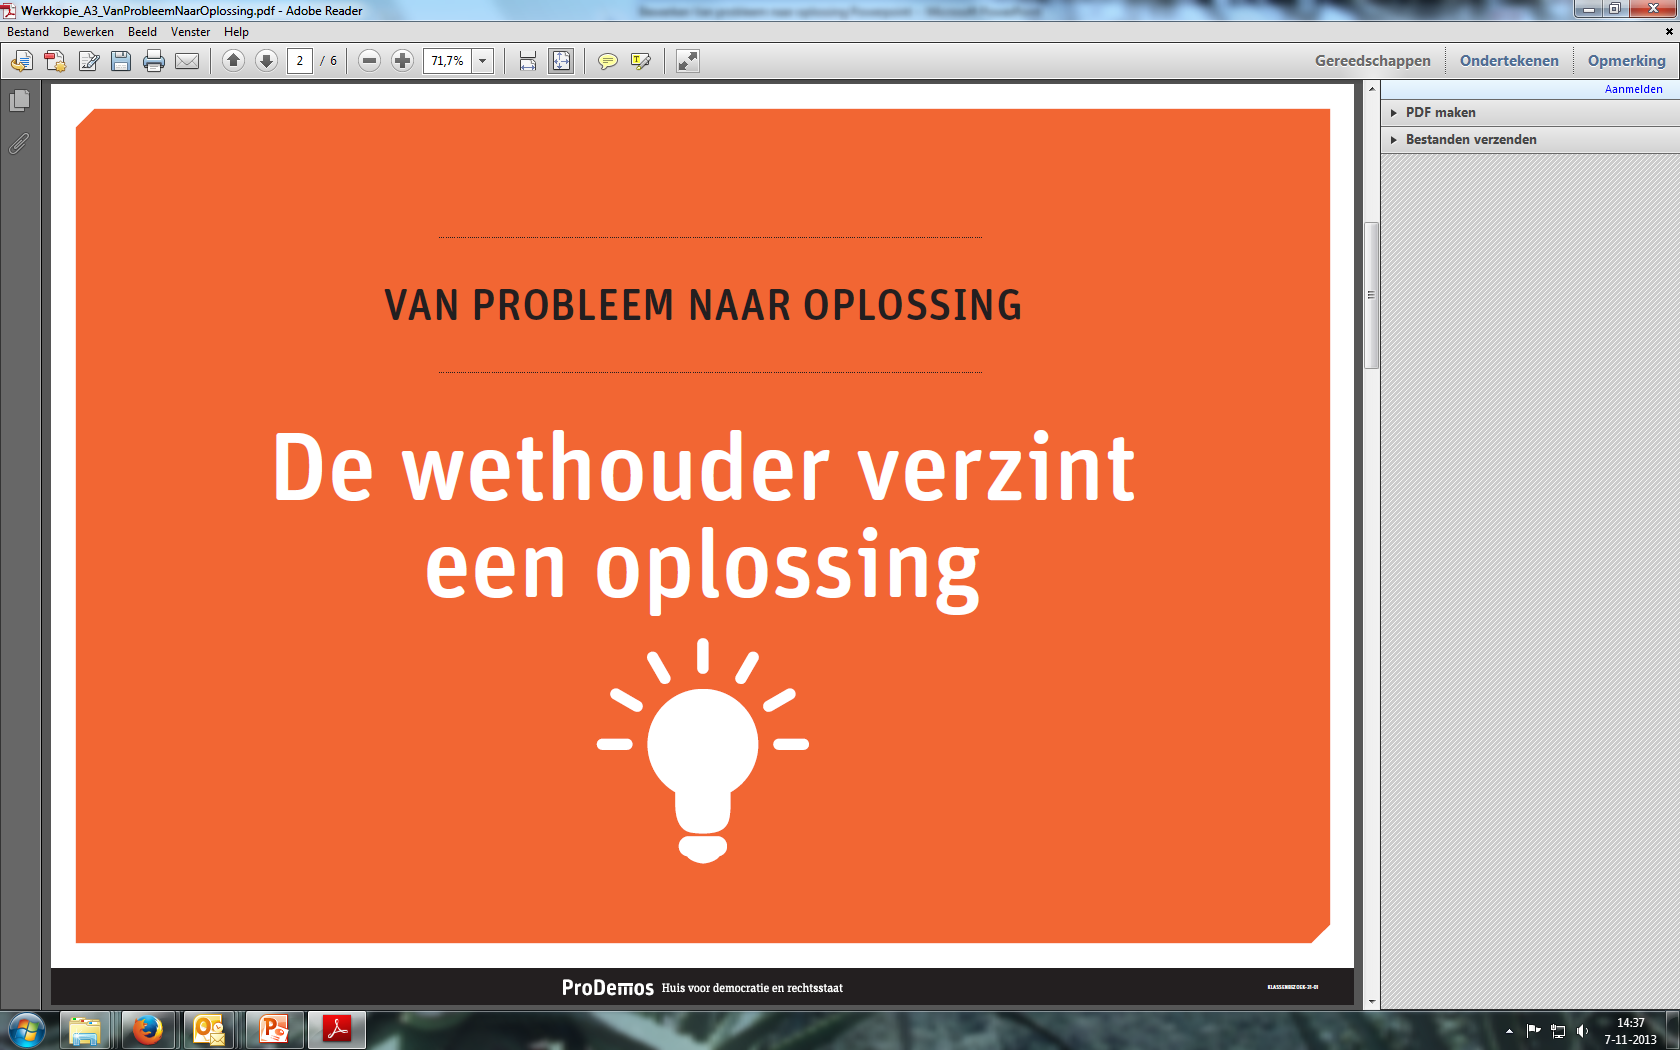 Werkkopie_A3_VanProbleemNaarOplossing.pdf - Adobe Reader
Bestand Bewerken Beeld Venster Help
2 / 6 71,7% Gereedschappen Ondertekenen Opmerking
Aanmelden
PDF maken
Bestanden verzenden
VAN PROBLEEM NAAR OPLOSSING
De wethouder verzint
een oplossing
ProDemos Huis voor democratie en rechtsstaat
14:37
7-11-2013